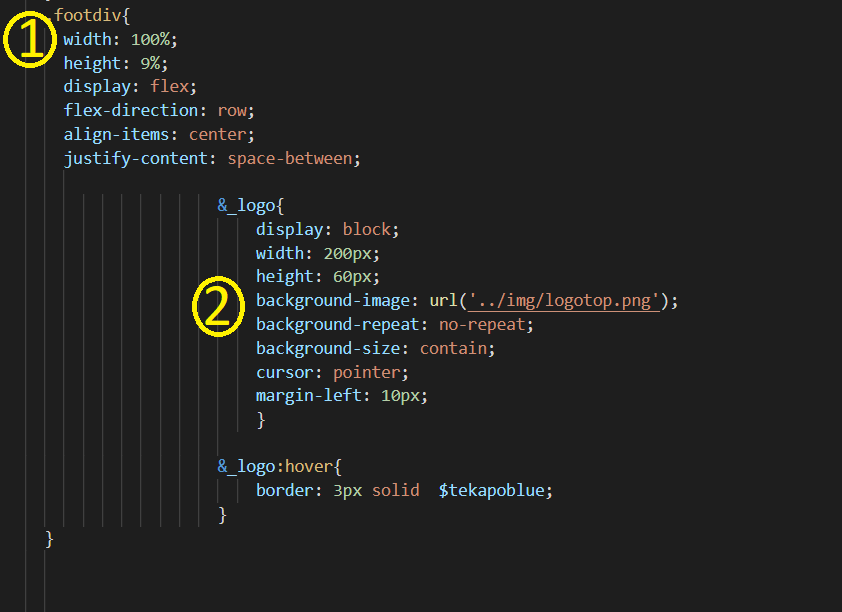 .footdiv{
① width: 100%;
height: 9%;
display: flex;
flex-direction: row;
align-items: center;
justify-content: space-between;
&_logo{
display: block;
width: 200px;
height: 60px;
② background-image: url('../img/logotop.png');
background-repeat: no-repeat;
background-size: contain;
cursor: pointer;
margin-left: 10px;
}
&_logo:hover{
border: 3px solid  $tekapoblue;
}
}